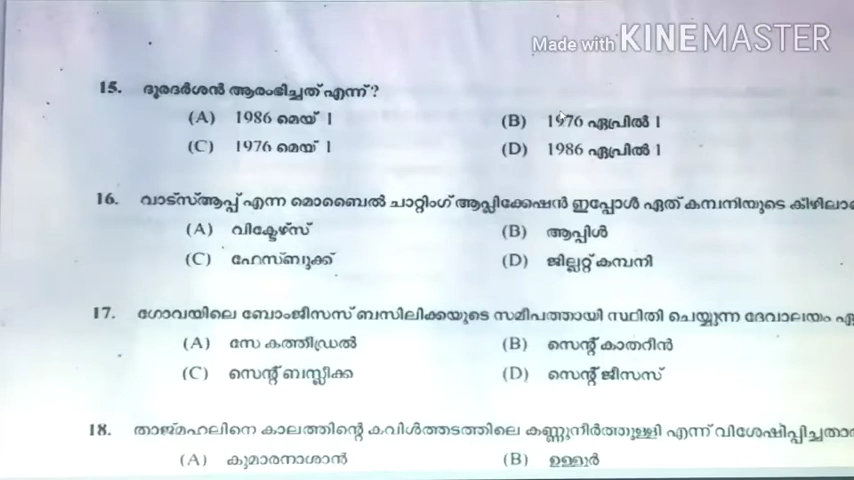 Made with KINEMASTER
15. ദൂരദർശൻ ആരംഭിച്ചത് എന്ന് ?
(A) 1986 മെയ് 1 (B) 1976 ഏപ്രിൽ 1
(C) 1976 മെയ് 1 (D) 1986 ഏപ്രിൽ 1
16. വാട്സ്ആപ്പ് എന്ന മൊബൈൽ ചാറ്റിംഗ് ആപ്ലിക്കേഷൻ ഇപ്പോൾ ഏത് കമ്പനിയുടെ
(A) വിക്ടേഴ്സ് (B) ആപ്പിൾ
(C) ഫേസ്ബുക്ക് (D) ജില്ലറ്റ് കമ്പനി
17. ഗോവയിലെ ബോംജീസസ് ബസിലിക്കയുടെ സമീപത്തായി സ്ഥിതി ചെയ്യുന്ന ദേവാലയം
(A) സേ കത്തീഡ്രൽ (B) സെന്റ് കാതറീൻ
(C) സെന്റ് ബസ്ലിക്ക (D) സെന്റ് ജീസസ്
18. താജ്മഹലിനെ കാലത്തിന്റെ കവിൾത്തടത്തിലെ കണ്ണുനീർത്തുള്ളി എന്ന്
(A) കുമാരനാശാൻ (B) ഉള്ളൂർ